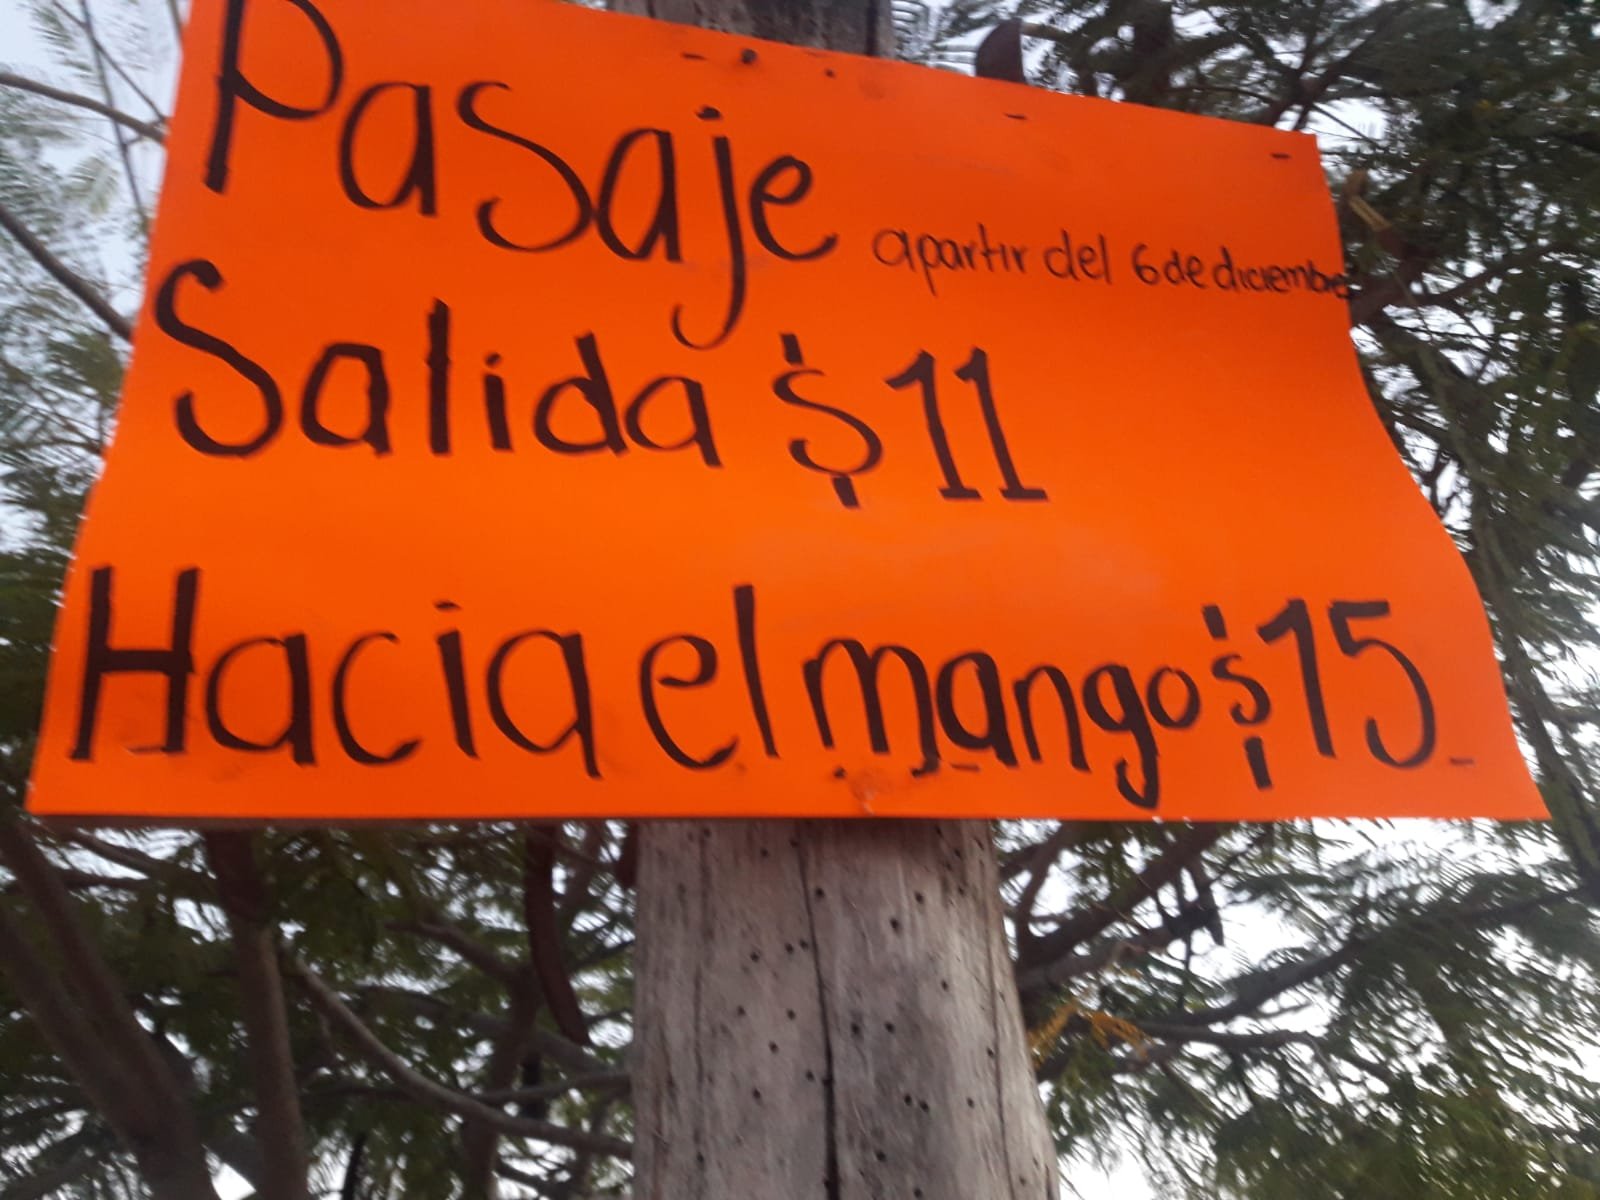 Pasaje apartir del 6 de diciembre
Salida $11
Hacia el mango $15